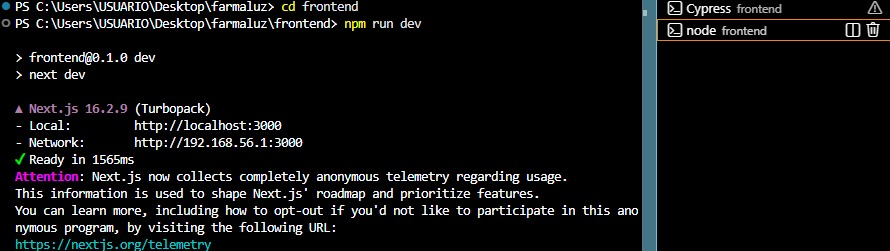 PS C:\Users\USUARIO\Desktop\farmaluz> cd frontend
PS C:\Users\USUARIO\Desktop\farmaluz\frontend> npm run dev
> frontend@0.1.0 dev
> next dev
▲ Next.js 16.2.9 (Turbopack)
- Local:         http://localhost:3000
- Network:       http://192.168.56.1:3000
✓ Ready in 1565ms
Attention: Next.js now collects completely anonymous telemetry regarding usage.
This information is used to shape Next.js' roadmap and prioritize features.
You can learn more, including how to opt-out if you'd not like to participate in this ano
nymous program, by visiting the following URL:
https://nextjs.org/telemetry
Cypress frontend
node frontend